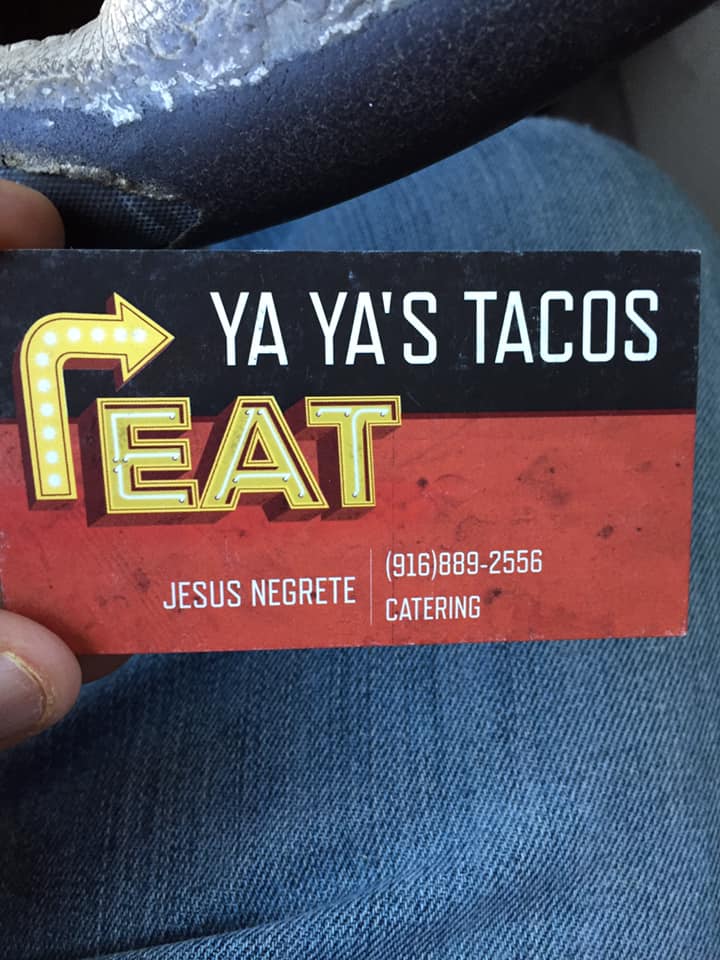 YA YA'S TACOS
EAT
JESUS NEGRETE
(916)889-2556
CATERING